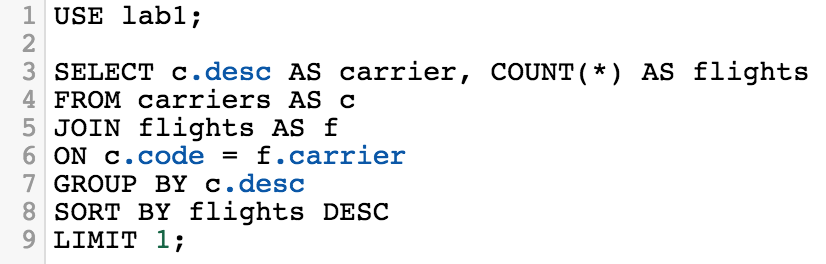 1 USE lab1;
2
3 SELECT c.desc AS carrier, COUNT(*) AS flights
4 FROM carriers AS c
5 JOIN flights AS f
6 ON c.code = f.carrier
7 GROUP BY c.desc
8 SORT BY flights DESC
9 LIMIT 1;